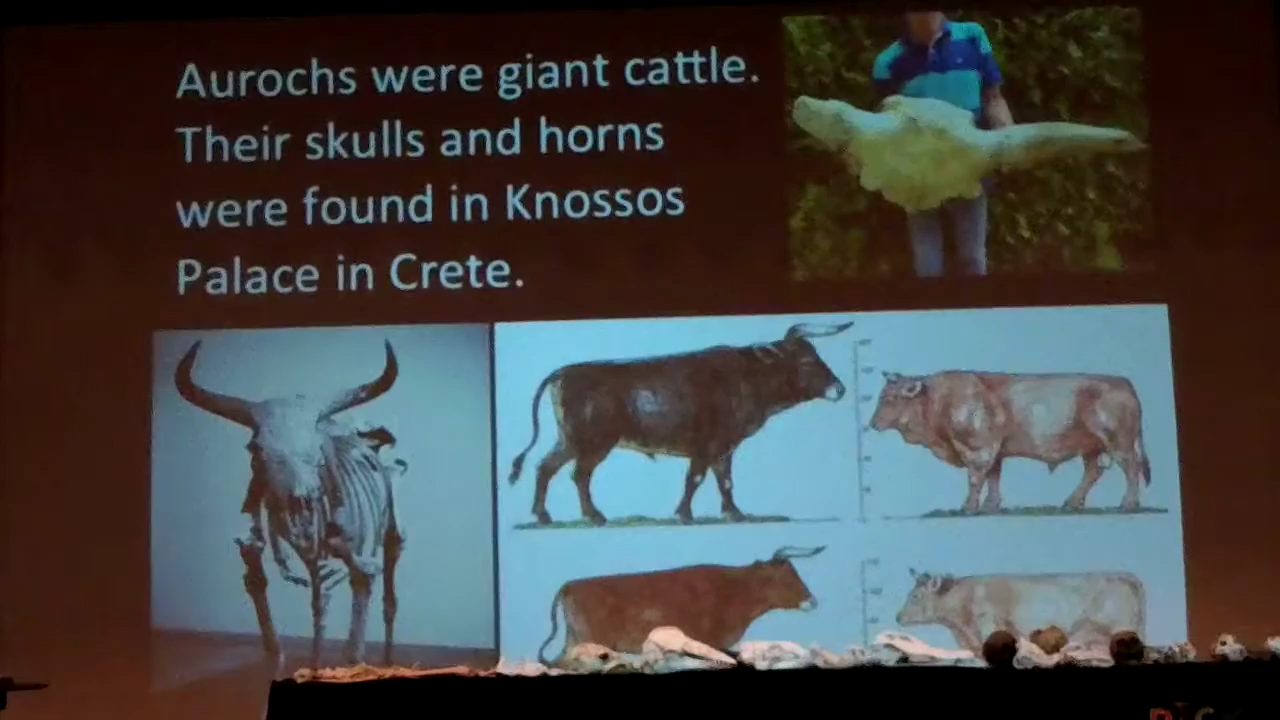 Aurochs were giant cattle.
Their skulls and horns
were found in Knossos
Palace in Crete.